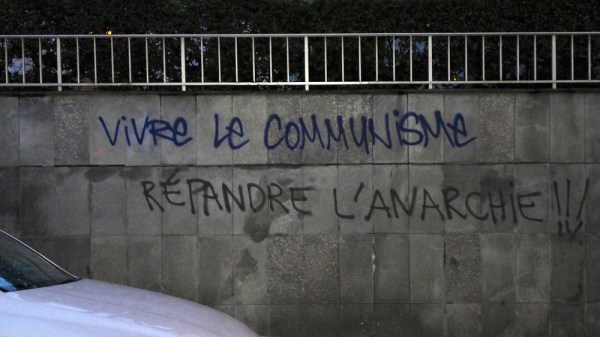 ViVRE LE COMMUNiSME
RÉPANDRE L'ANARCHIE!!!